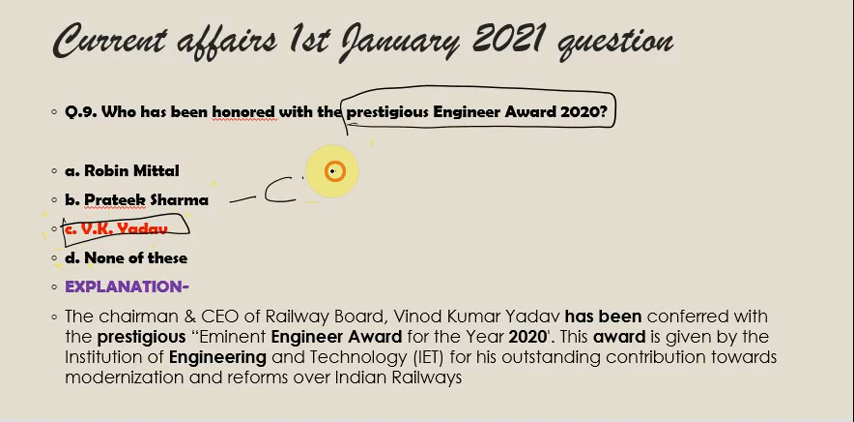 Current affairs 1st January 2021 question
Q.9. Who has been honored with the prestigious Engineer Award 2020?
a. Robin Mittal
b. Prateek Sharma
c. V.K. Yadav
d. None of these
EXPLANATION-
The chairman & CEO of Railway Board, Vinod Kumar Yadav has been conferred with
the prestigious “Eminent Engineer Award for the Year 2020'. This award is given by the
Institution of Engineering and Technology (IET) for his outstanding contribution towards
modernization and reforms over Indian Railways